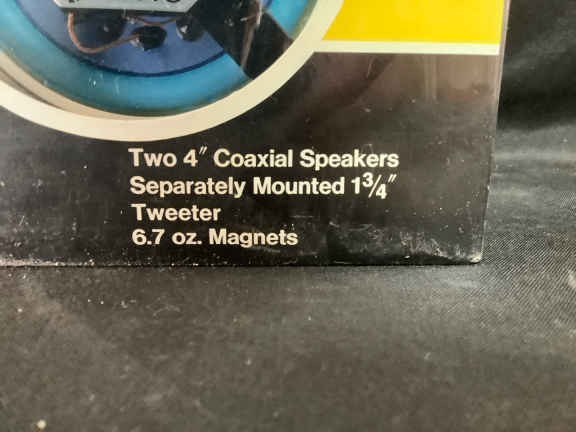 Two 4" Coaxial Speakers
Separately Mounted 1¾"
Tweeter
6.7 oz. Magnets